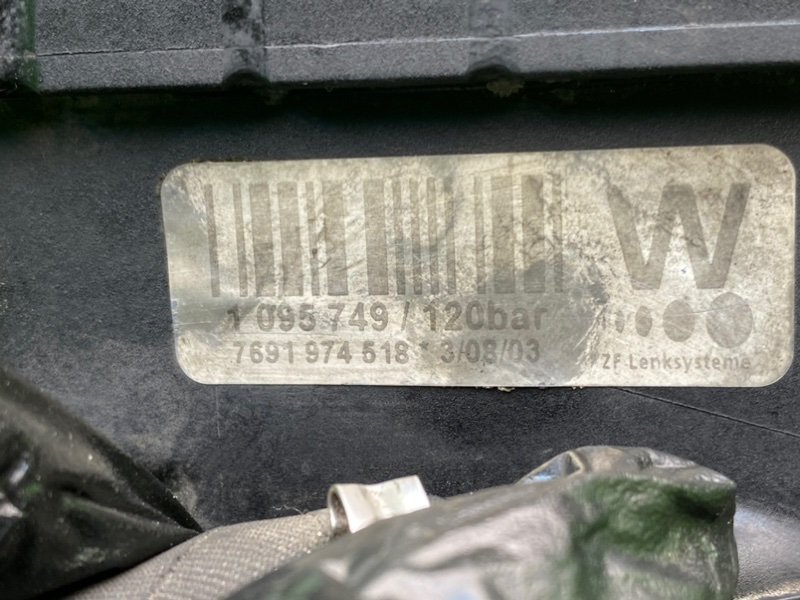 W
1 095 749 / 120bar
7691 974 518 * 3/08/03
ZF Lenksysteme